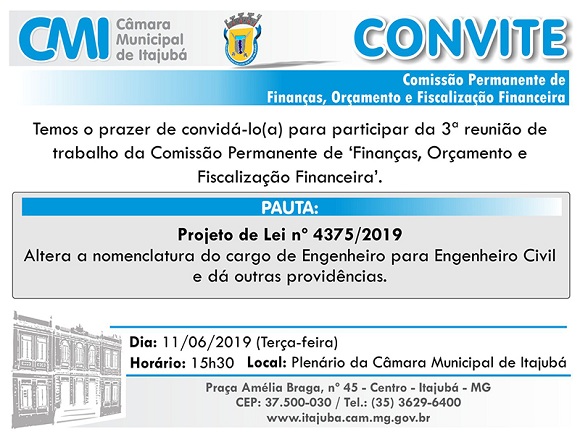 CMI Câmara
Municipal
de Itajubá
CONVITE
Comissão Permanente de
Finanças, Orçamento e Fiscalização Financeira
Temos o prazer de convidá-lo(a) para participar da 3ª reunião de
trabalho da Comissão Permanente de ‘Finanças, Orçamento e
Fiscalização Financeira’.
PAUTA:
Projeto de Lei nº 4375/2019
Altera a nomenclatura do cargo de Engenheiro para Engenheiro Civil
e dá outras providências.
Dia: 11/06/2019 (Terça-feira)
Horário: 15h30 Local: Plenário da Câmara Municipal de Itajubá
Praça Amélia Braga, nº 45 - Centro - Itajubá - MG
CEP: 37.500-030 / Tel.: (35) 3629-6400
www.itajuba.cam.mg.gov.br